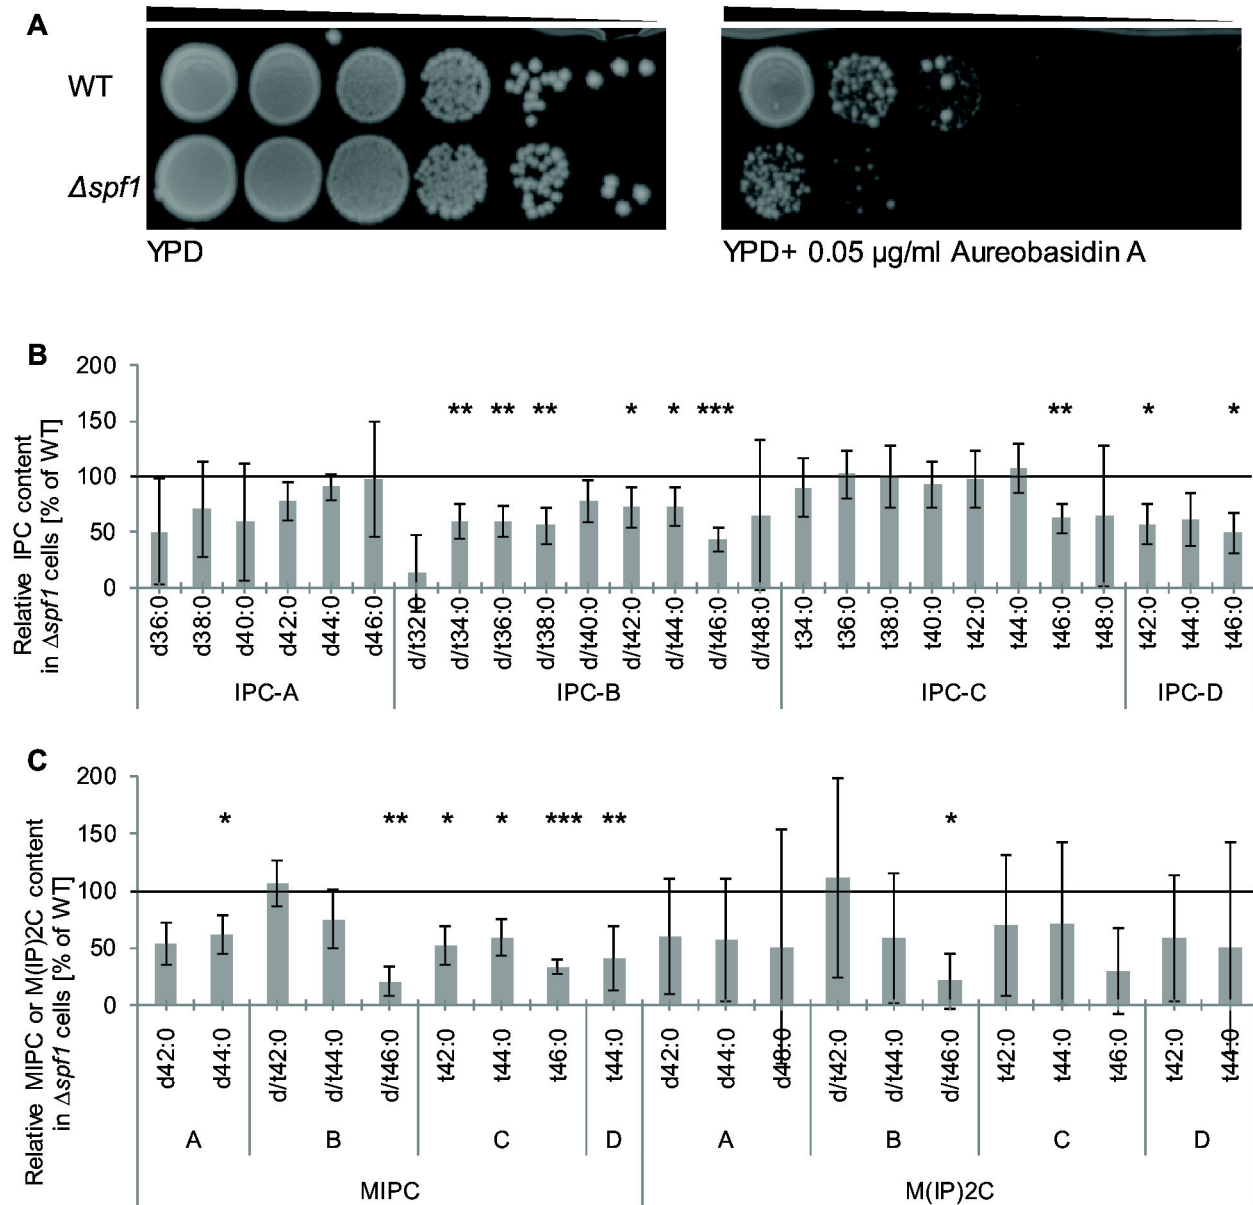 A
WT
Δspf1
YPD
YPD+ 0.05 µg/ml Aureobasidin A
B
Relative IPC content
in Δspf1 cells [% of WT]
200
150
100
50
0
** ** ** * * *** ** * *
d36:0 d38:0 d40:0 d42:0 d44:0 d46:0 d/t32:0 d/t34:0 d/t36:0 d/t38:0 d/t40:0 d/t42:0 d/t44:0 d/t46:0 d/t48:0 t34:0 t36:0 t38:0 t40:0 t42:0 t44:0 t46:0 t48:0 t42:0 t44:0 t46:0
IPC-A IPC-B IPC-C IPC-D
C
Relative MIPC or M(IP)2C content
in Δspf1 cells [% of WT]
200
150
100
50
0
* ** * * *** ** *
d42:0 d44:0 d/t42:0 d/t44:0 d/t46:0 t42:0 t44:0 t46:0 t44:0 d42:0 d44:0 d46:0 d/t42:0 d/t44:0 d/t46:0 t42:0 t44:0 t46:0 t42:0 t44:0
A B C D A B C D
MIPC M(IP)2C